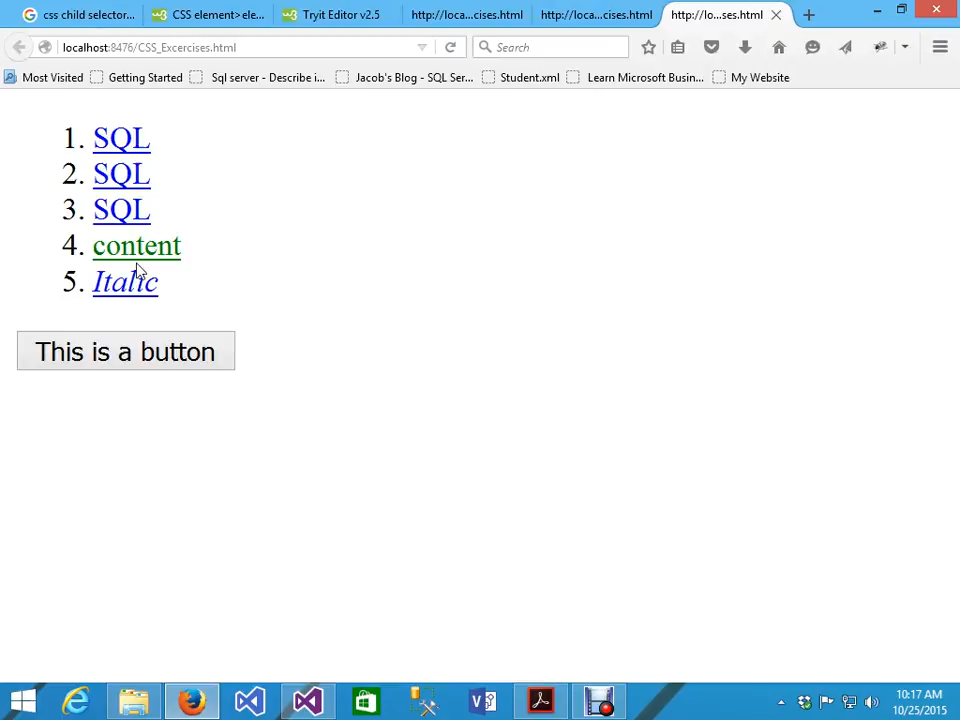 css child selector...
CSS element>ele...
Tryit Editor v2.5
http://loca...cises.html
http://loca...cises.html
http://lo...ses.html
localhost:8476/CSS_Excercises.html
Search
Most Visited
Getting Started
Sql server - Describe i...
Jacob's Blog - SQL Ser...
Student.xml
Learn Microsoft Busin...
My Website
1. SQL
2. SQL
3. SQL
4. content
5. Italic
This is a button
10:17 AM
10/25/2015